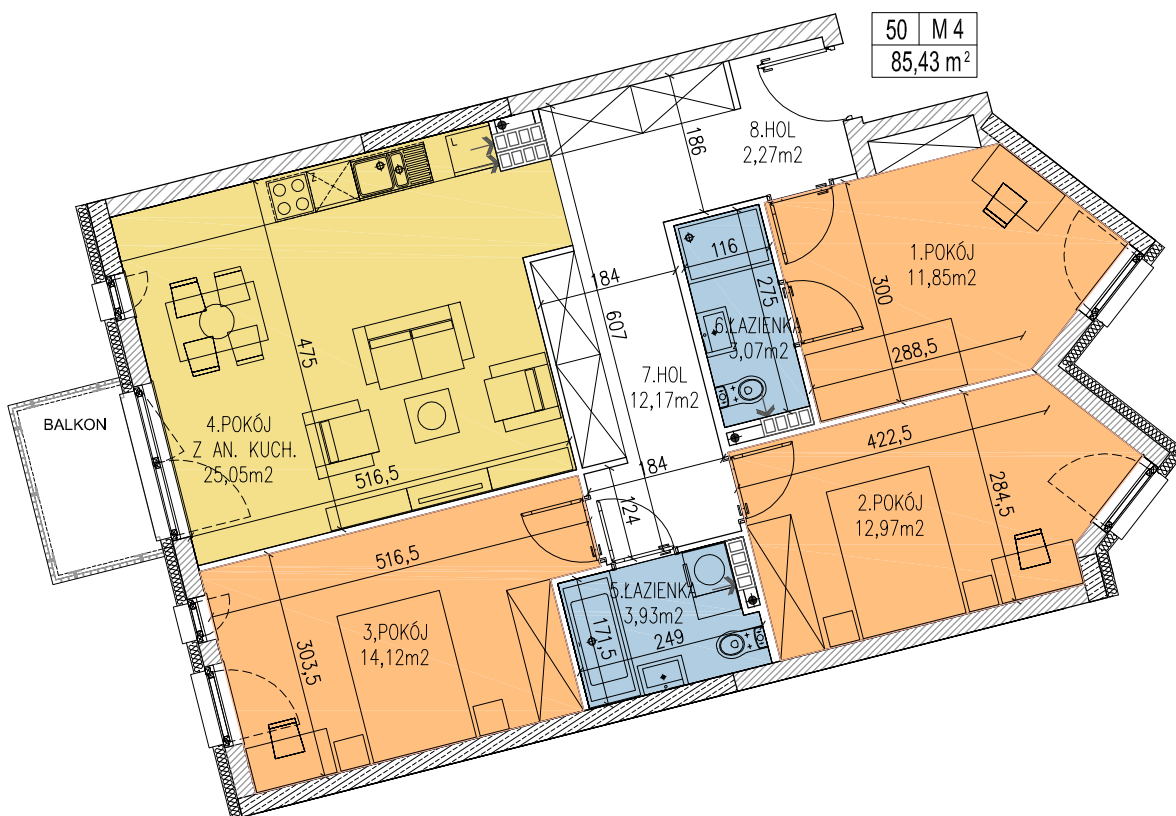 50 M 4
85,43 m²
8.HOL
2,27m2
186
1.POKÓJ
11,85m2
300
288,5
116
275
6.ŁAZIENKA
3,07m2
184
607
7.HOL
12,17m2
L
Z
475
4.POKÓJ
Z AN. KUCH.
25,05m2
516,5
BALKON
184
124
422,5
284,5
2.POKÓJ
12,97m2
516,5
303,5
3,POKÓJ
14,12m2
5.ŁAZIENKA
3,93m2
171,5
249